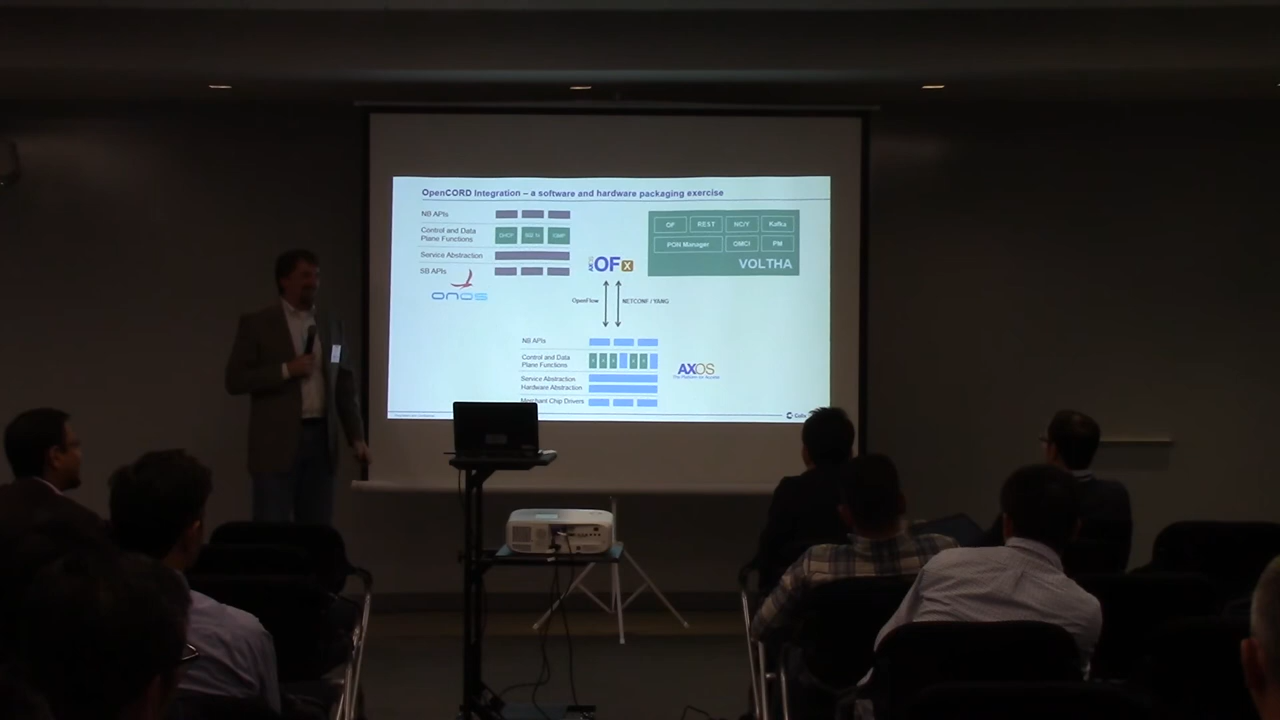 OpenCORD Integration – a software and hardware packaging exercise
NB APIs
Control and Data
Plane Functions
DHCP
Service Abstraction
SB APIs
ONOS
OFx
OF
REST
NC/Y
Kafka
PON Manager
OMCI
PM
VOLTHA
OpenFlow
NETCONF / YANG
NB APIs
Control and Data
Plane Functions
Service Abstraction
Hardware Abstraction
Merchant Chip Drivers
AXOS
Calix